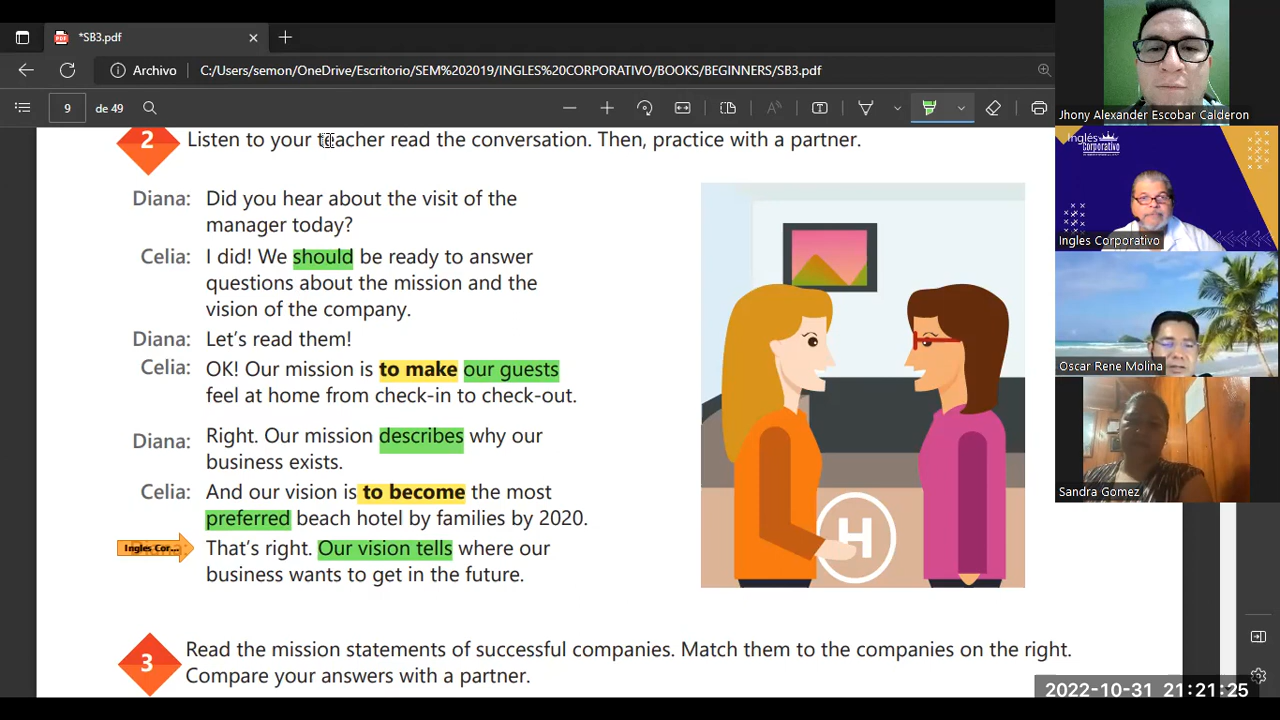 *SB3.pdf
Archivo
C:/Users/semon/OneDrive/Escritorio/SEM%202019/INGLES%20CORPORATIVO/BOOKS/BEGINNERS/SB3.pdf
9 de 49
2 Listen to your teacher read the conversation. Then, practice with a partner.
Diana: Did you hear about the visit of the
manager today?
Celia: I did! We should be ready to answer
questions about the mission and the
vision of the company.
Diana: Let's read them!
Celia: OK! Our mission is to make our guests
feel at home from check-in to check-out.
Diana: Right. Our mission describes why our
business exists.
Celia: And our vision is to become the most
preferred beach hotel by families by 2020.
Ingles Cor... That's right. Our vision tells where our
business wants to get in the future.
H
3 Read the mission statements of successful companies. Match them to the companies on the right.
Compare your answers with a partner.
Jhony Alexander Escobar Calderon
Inglés
Corporativo
Ingles Corporativo
Oscar Rene Molina
Sandra Gomez
2022-10-31 21:21:25